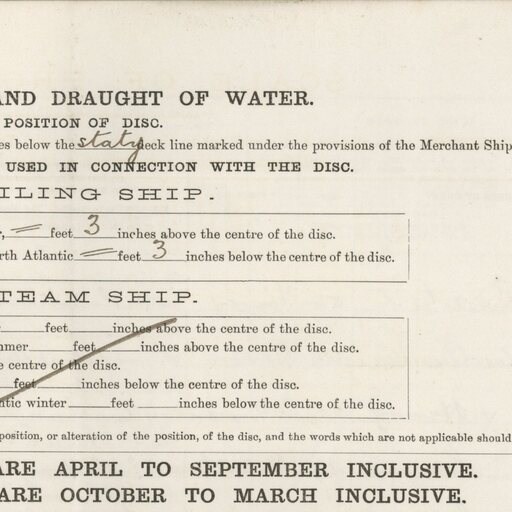 AND DRAUGHT OF WATER.
POSITION OF DISC.
es below the staty deck line marked under the provisions of the Merchant Ship
USED IN CONNECTION WITH THE DISC.
ILING SHIP.
r, = feet 3 inches above the centre of the disc.
rth Atlantic = feet 3 inches below the centre of the disc.
TEAM SHIP.
feet inches above the centre of the disc.
mmer feet inches above the centre of the disc.
e centre of the disc.
feet inches below the centre of the disc.
ntic winter feet inches below the centre of the disc.
position, or alteration of the position, of the disc, and the words which are not applicable should
ARE APRIL TO SEPTEMBER INCLUSIVE.
ARE OCTOBER TO MARCH INCLUSIVE.